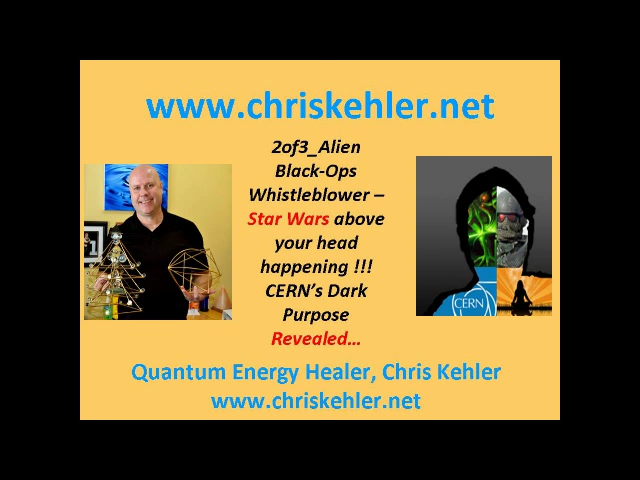 www.chriskehler.net
2of3_Alien
Black-Ops
Whistleblower –
Star Wars above
your head
happening !!!
CERN's Dark
Purpose
Revealed...
CERN
Quantum Energy Healer, Chris Kehler
www.chriskehler.net